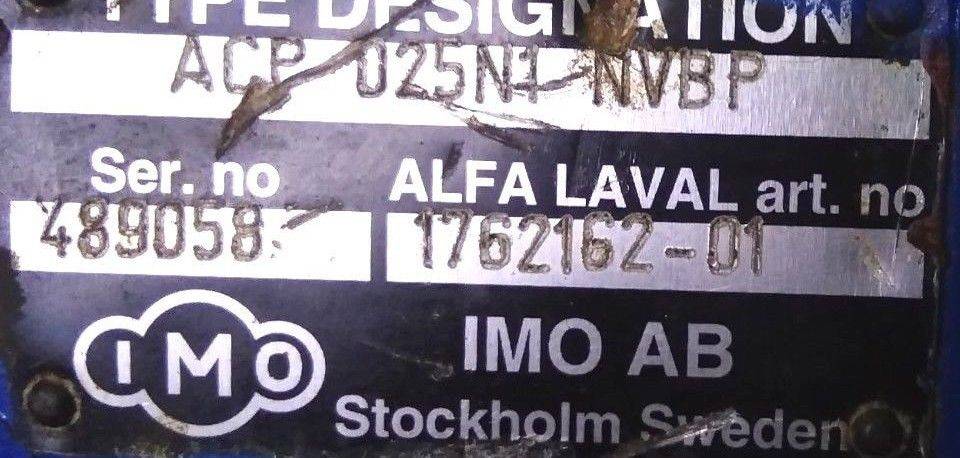 TYPE DESIGNATION
ACP 025N1 NVBP
Ser. no
ALFA LAVAL art. no
489058
1762162-01
IMO
IMO AB
Stockholm Sweden